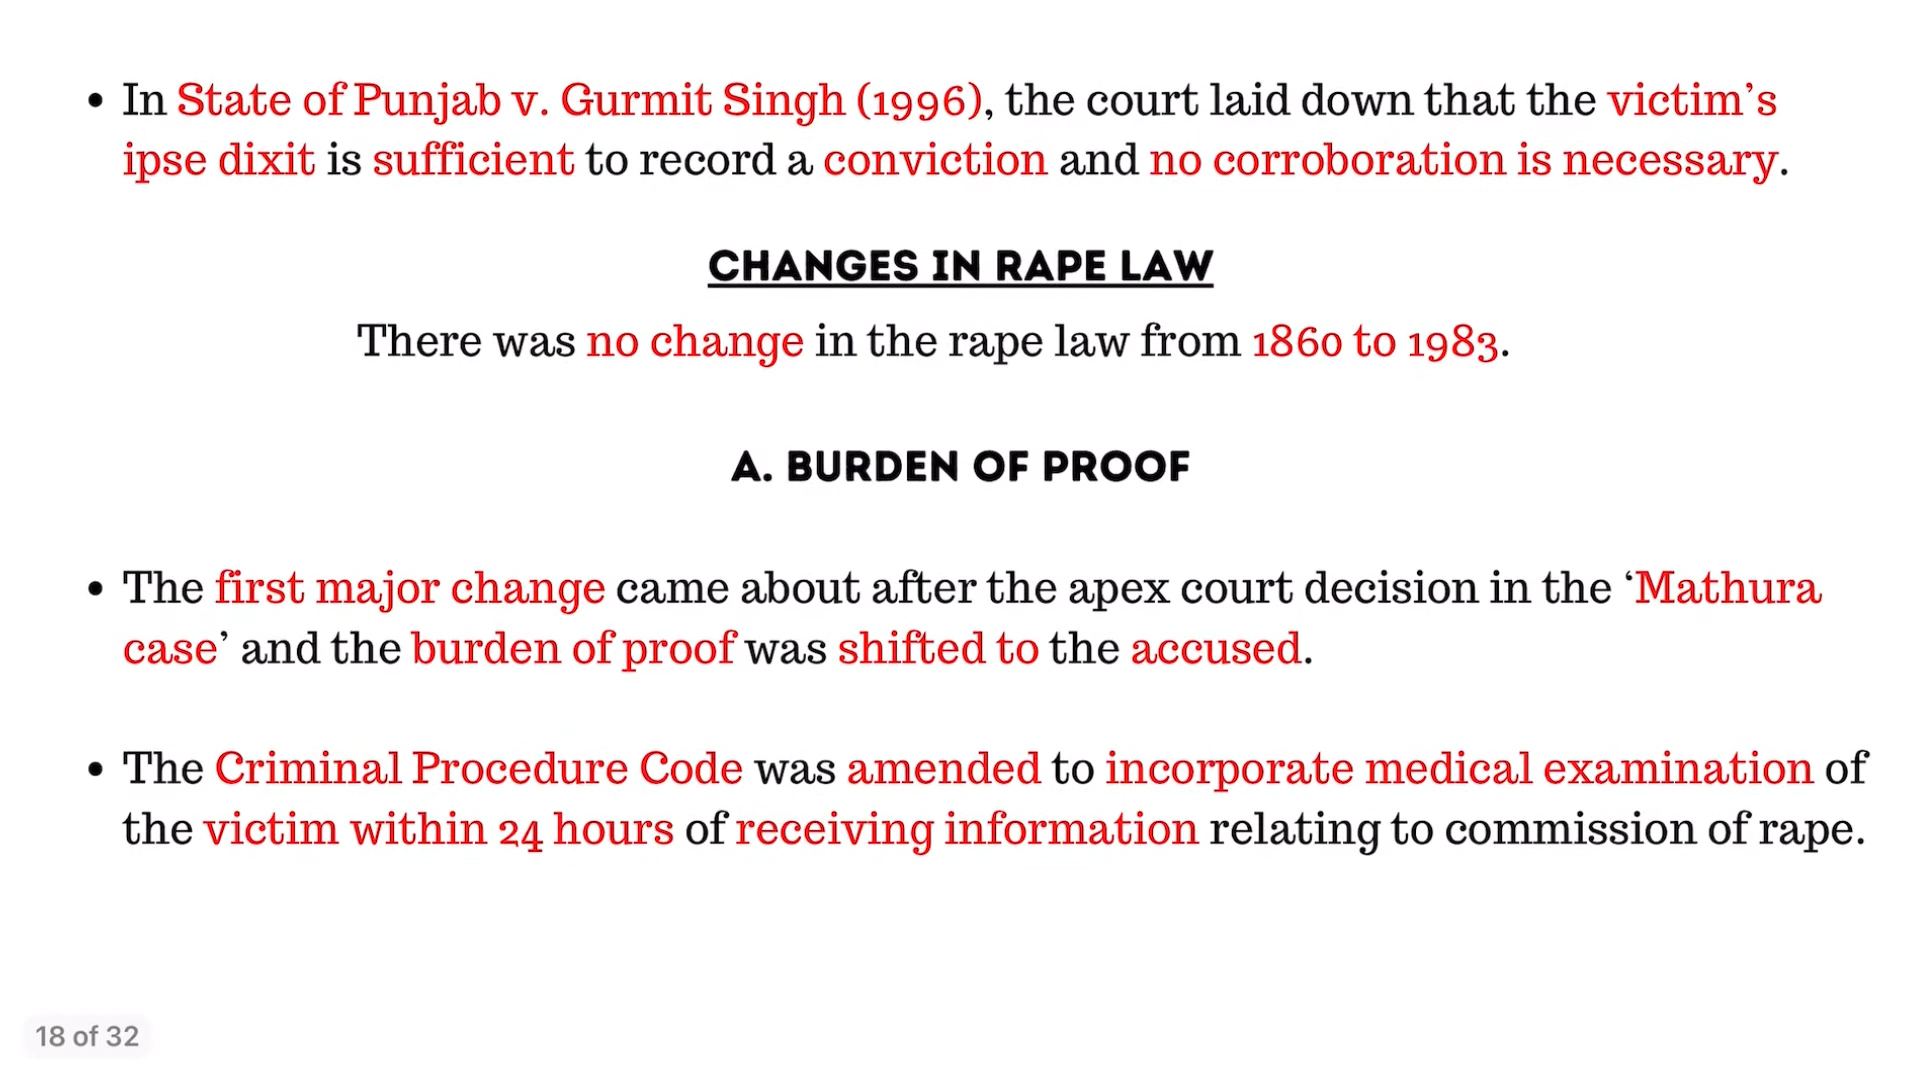 • In State of Punjab v. Gurmit Singh (1996), the court laid down that the victim's
ipse dixit is sufficient to record a conviction and no corroboration is necessary.
CHANGES IN RAPE LAW
There was no change in the rape law from 1860 to 1983.
A. BURDEN OF PROOF
• The first major change came about after the apex court decision in the ‘Mathura
case’ and the burden of proof was shifted to the accused.
• The Criminal Procedure Code was amended to incorporate medical examination of
the victim within 24 hours of receiving information relating to commission of rape.
18 of 32